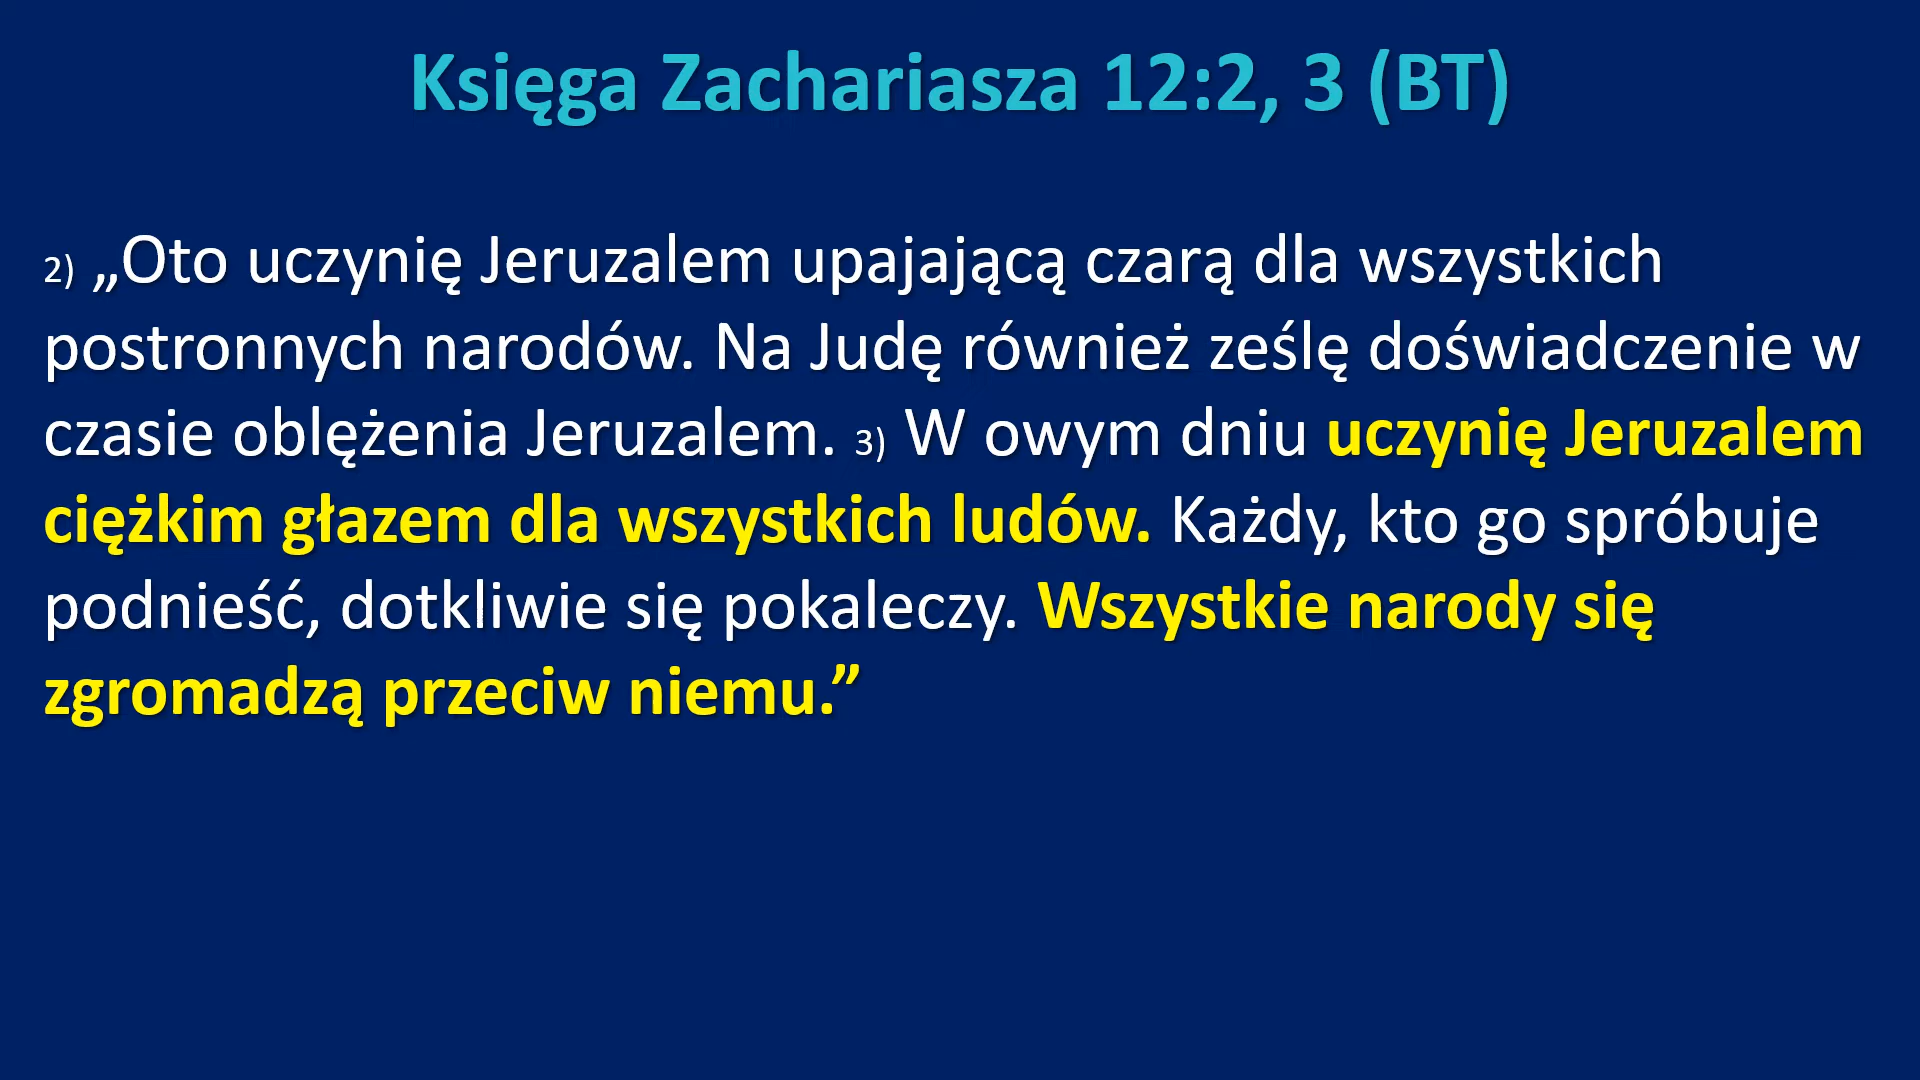 Księga Zachariasza 12:2, 3 (BT)
2) „Oto uczynię Jeruzalem upajającą czarą dla wszystkich
postronnych narodów. Na Judę również ześlę doświadczenie w
czasie oblężenia Jeruzalem. 3) W owym dniu uczynię Jeruzalem
ciężkim głazem dla wszystkich ludów. Każdy, kto go spróbuje
podnieść, dotkliwie się pokaleczy. Wszystkie narody się
zgromadzą przeciw niemu.”